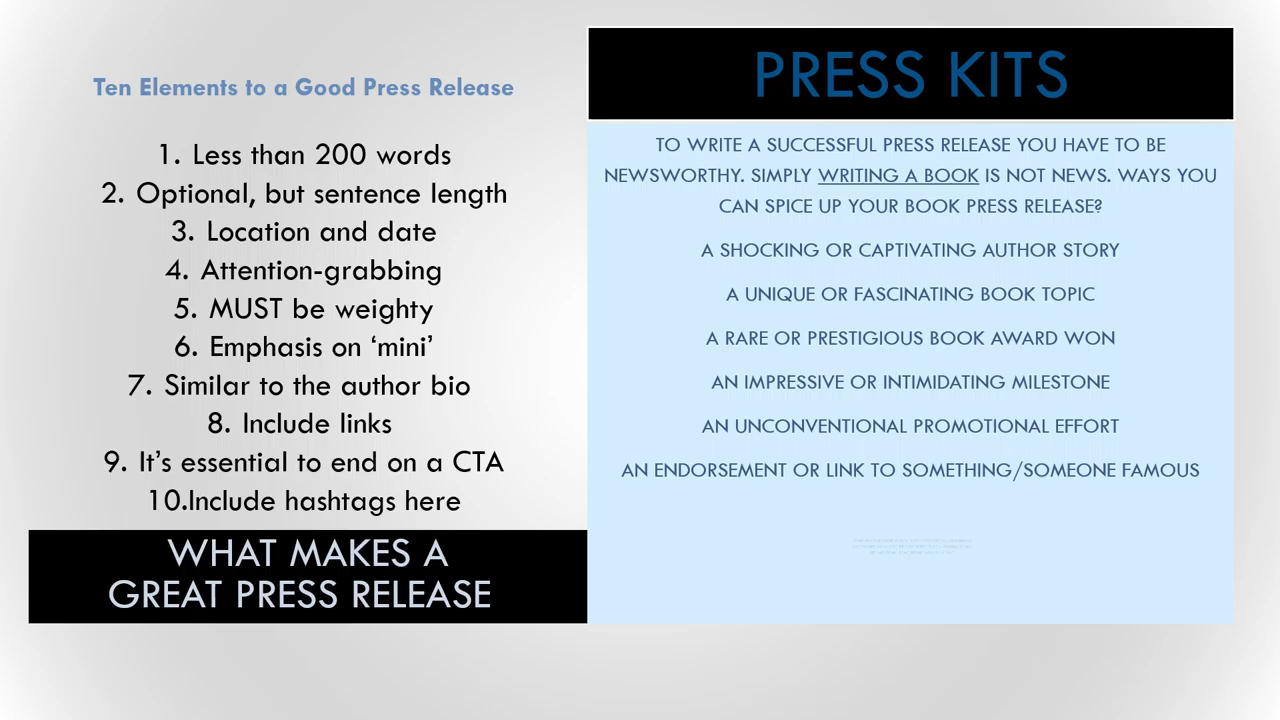 Ten Elements to a Good Press Release
1. Less than 200 words
2. Optional, but sentence length
3. Location and date
4. Attention-grabbing
5. MUST be weighty
6. Emphasis on ‘mini’
7. Similar to the author bio
8. Include links
9. It’s essential to end on a CTA
10.Include hashtags here
WHAT MAKES A
GREAT PRESS RELEASE
PRESS KITS
TO WRITE A SUCCESSFUL PRESS RELEASE YOU HAVE TO BE
NEWSWORTHY. SIMPLY WRITING A BOOK IS NOT NEWS. WAYS YOU
CAN SPICE UP YOUR BOOK PRESS RELEASE?
A SHOCKING OR CAPTIVATING AUTHOR STORY
A UNIQUE OR FASCINATING BOOK TOPIC
A RARE OR PRESTIGIOUS BOOK AWARD WON
AN IMPRESSIVE OR INTIMIDATING MILESTONE
AN UNCONVENTIONAL PROMOTIONAL EFFORT
AN ENDORSEMENT OR LINK TO SOMETHING/SOMEONE FAMOUS